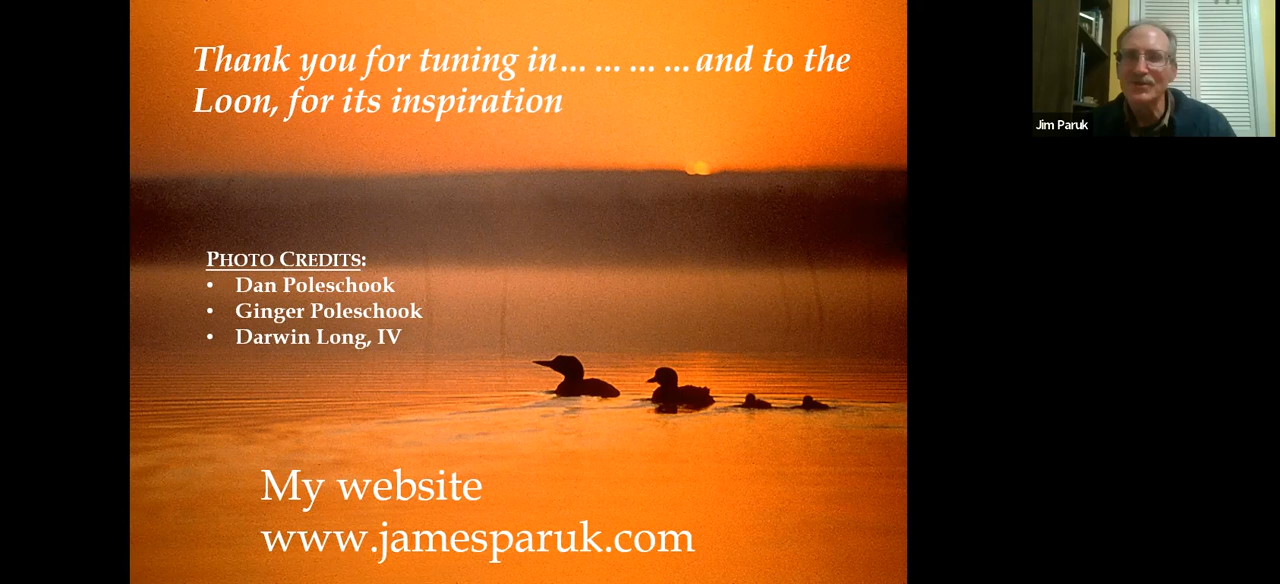 Thank you for tuning in… … … …and to the
Loon, for its inspiration
PHOTO CREDITS:
• Dan Poleschook
• Ginger Poleschook
• Darwin Long, IV
My website
www.jamesparuk.com
Jim Paruk